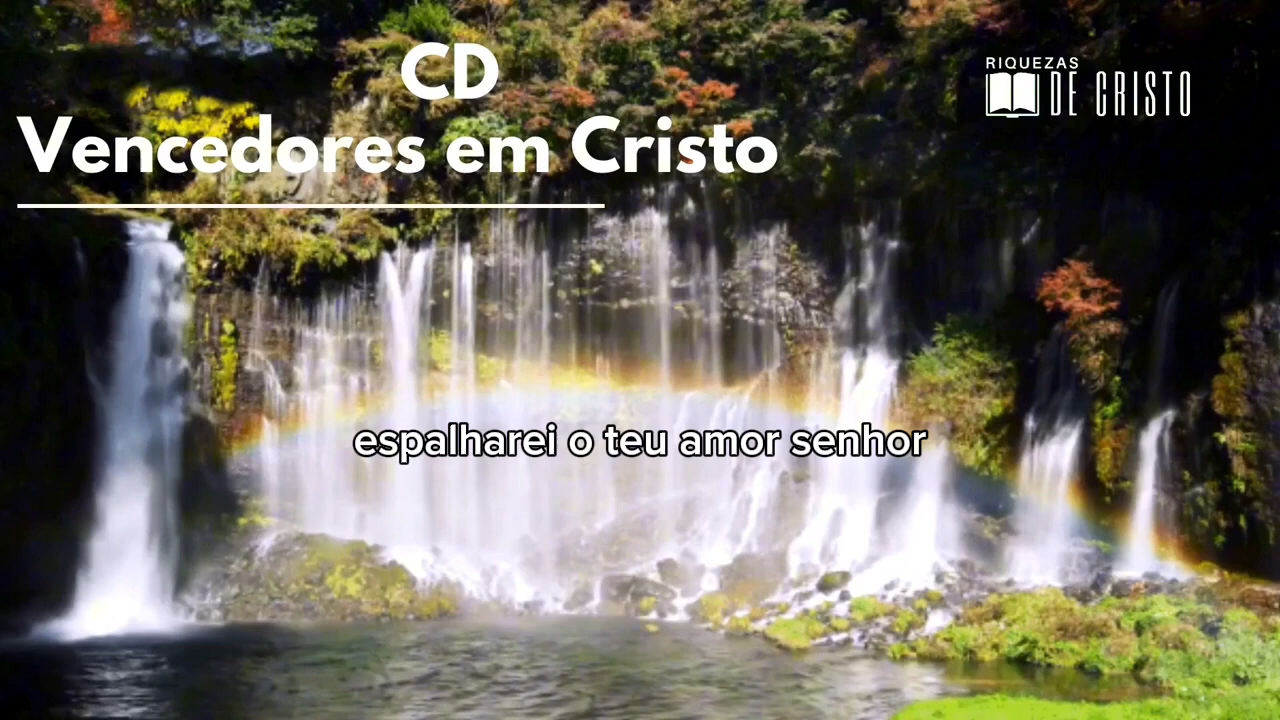 CD
Vencedores em Cristo
RIQUEZAS
DE CRISTO
espalharei o teu amor senhor